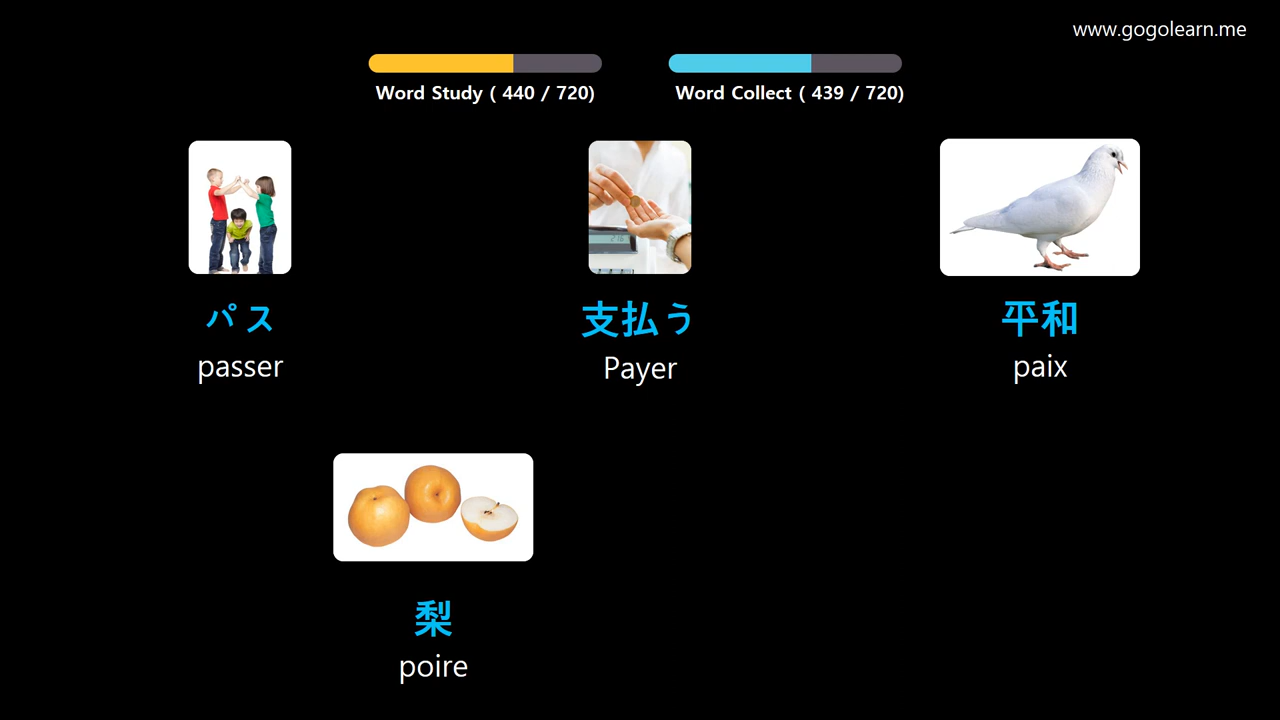 www.gogolearn.me
Word Study ( 440 / 720)
Word Collect ( 439 / 720)
パス
passer
支払う
Payer
平和
paix
梨
poire